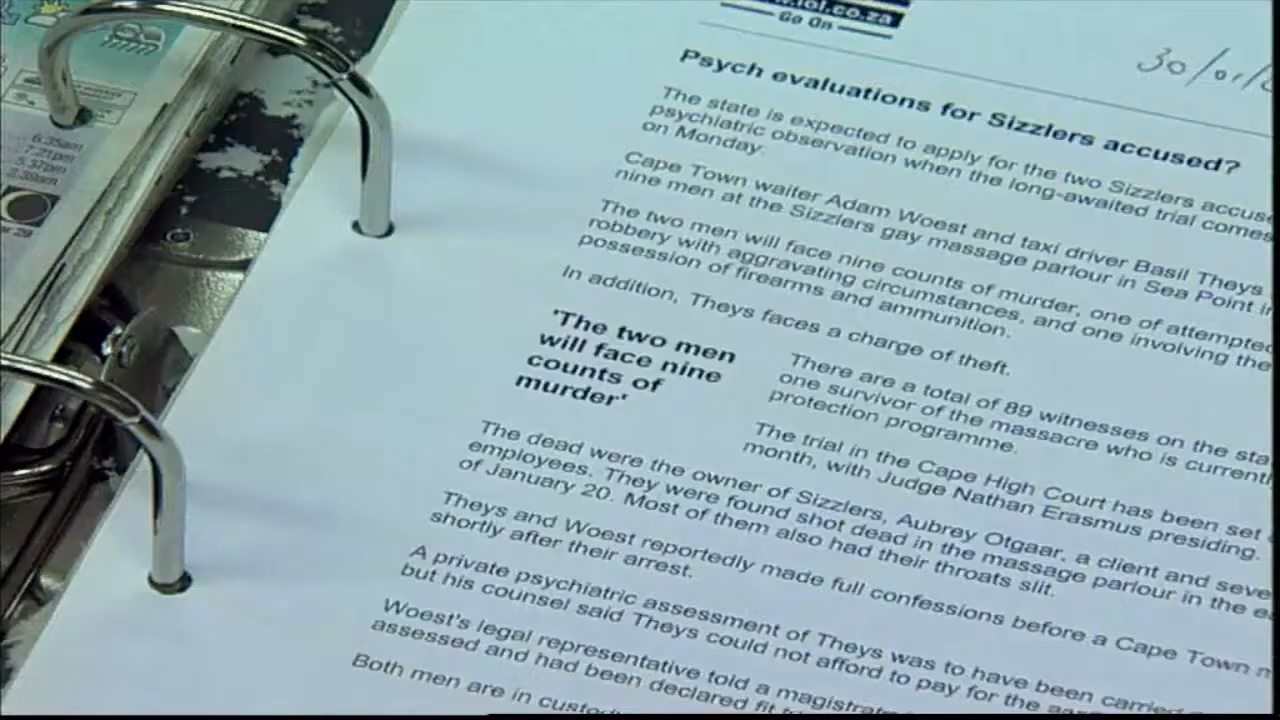 Go On
30/01/
Psych evaluations for Sizzlers accused?
The state is expected to apply for the two Sizzlers
psychiatric observation when the long-awaited trial comes
on Monday.
Cape Town waiter Adam Woest and taxi driver Basil Theys
nine men at the Sizzlers gay massage parlour in Sea Point
The two men will face nine counts of murder, one of attempted
robbery with aggravating circumstances, and one involving the
possession of firearms and ammunition.
In addition, Theys faces a charge of theft.
'The two men
will face nine
counts of
murder'
There are a total of 89 witnesses on the
one survivor of the massacre who is
protection programme.
The trial in the Cape High Court has been set
month, with Judge Nathan Erasmus presiding.
The dead were the owner of Sizzlers, Aubrey Otgaar, a client and
employees. They were found shot dead in the massage parlour in the
of January 20. Most of them also had their throats slit.
Theys and Woest reportedly made full confessions before a Cape Town
shortly after their arrest.
A private psychiatric assessment of Theys was to have been carried
but his counsel said Theys could not afford to pay for the
Woest's legal representative told a
assessed and had been declared fit
Both men are in
6.35am
7.21pm
5.37pm
3.39am